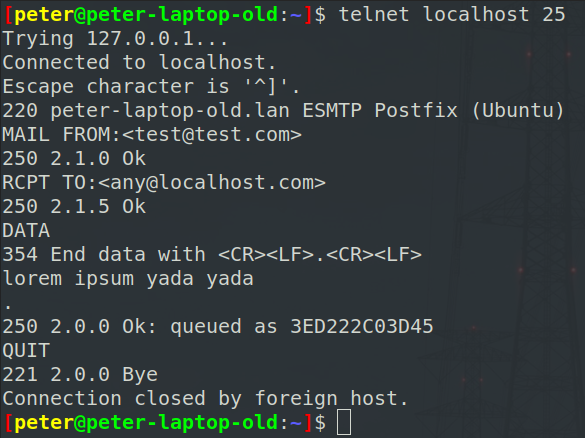 [peter@peter-laptop-old:~]$ telnet localhost 25
Trying 127.0.0.1...
Connected to localhost.
Escape character is '^]'.
220 peter-laptop-old.lan ESMTP Postfix (Ubuntu)
MAIL FROM:<test@test.com>
250 2.1.0 Ok
RCPT TO:<any@localhost.com>
250 2.1.5 Ok
DATA
354 End data with <CR><LF>.<CR><LF>
lorem ipsum yada yada
.
250 2.0.0 Ok: queued as 3ED222C03D45
QUIT
221 2.0.0 Bye
Connection closed by foreign host.
[peter@peter-laptop-old:~]$